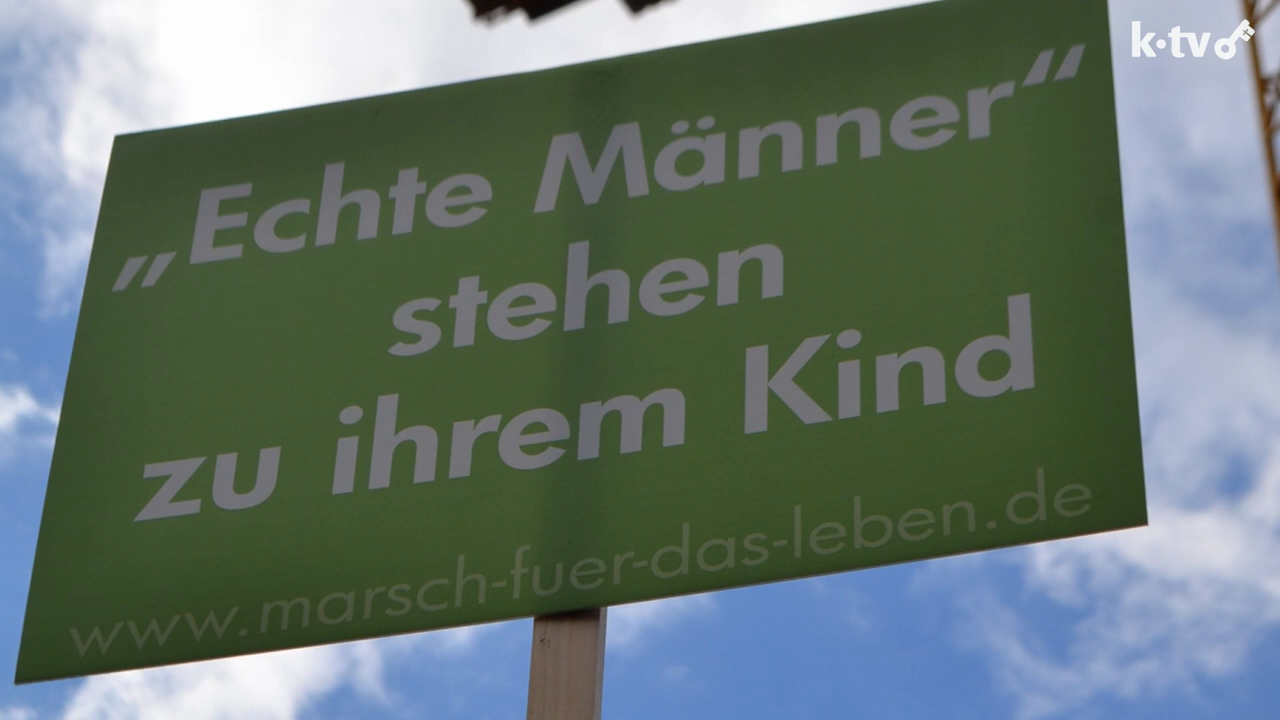 k·tv
„Echte Männer“
stehen
zu ihrem Kind
www.marsch-fuer-das-leben.de